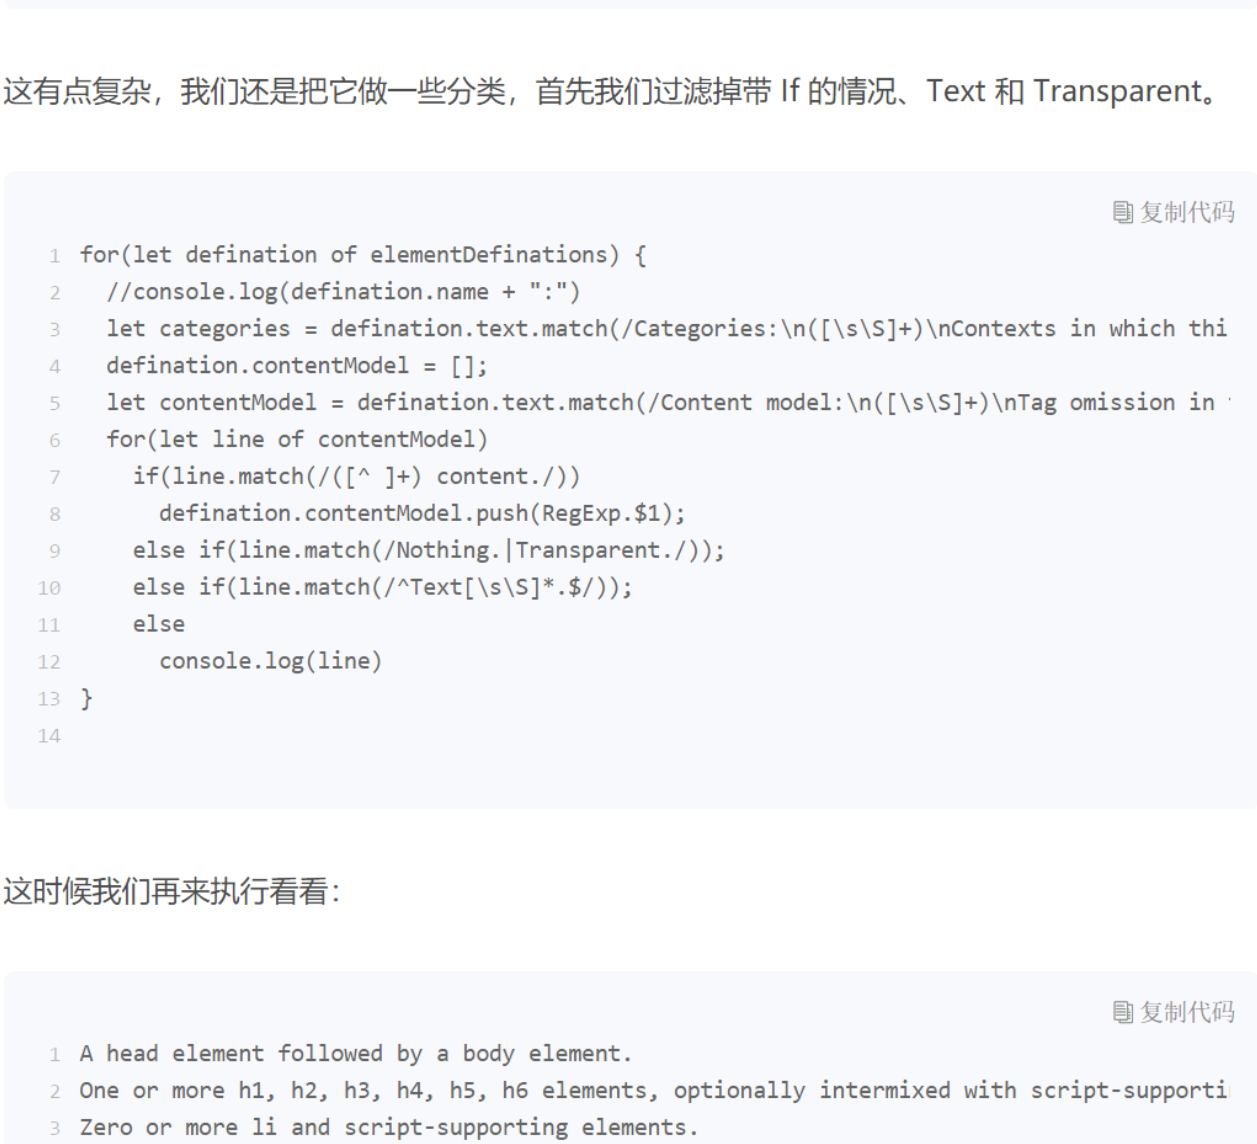 这有点复杂，我们还是把它做一些分类，首先我们过滤掉带 If 的情况、Text 和 Transparent。
复制代码
1 for(let defination of elementDefinations) {
2   //console.log(defination.name + ":")
3   let categories = defination.text.match(/Categories:\n([\s\S]+)\nContexts in which thi
4   defination.contentModel = [];
5   let contentModel = defination.text.match(/Content model:\n([\s\S]+)\nTag omission in
6   for(let line of contentModel)
7     if(line.match(/([^ ]+) content./))
8       defination.contentModel.push(RegExp.$1);
9     else if(line.match(/Nothing.|Transparent./));
10     else if(line.match(/^Text[\s\S]*.$/));
11     else
12       console.log(line)
13 }
14
这时候我们再来执行看看：
复制代码
1 A head element followed by a body element.
2 One or more h1, h2, h3, h4, h5, h6 elements, optionally intermixed with script-supporti
3 Zero or more li and script-supporting elements.